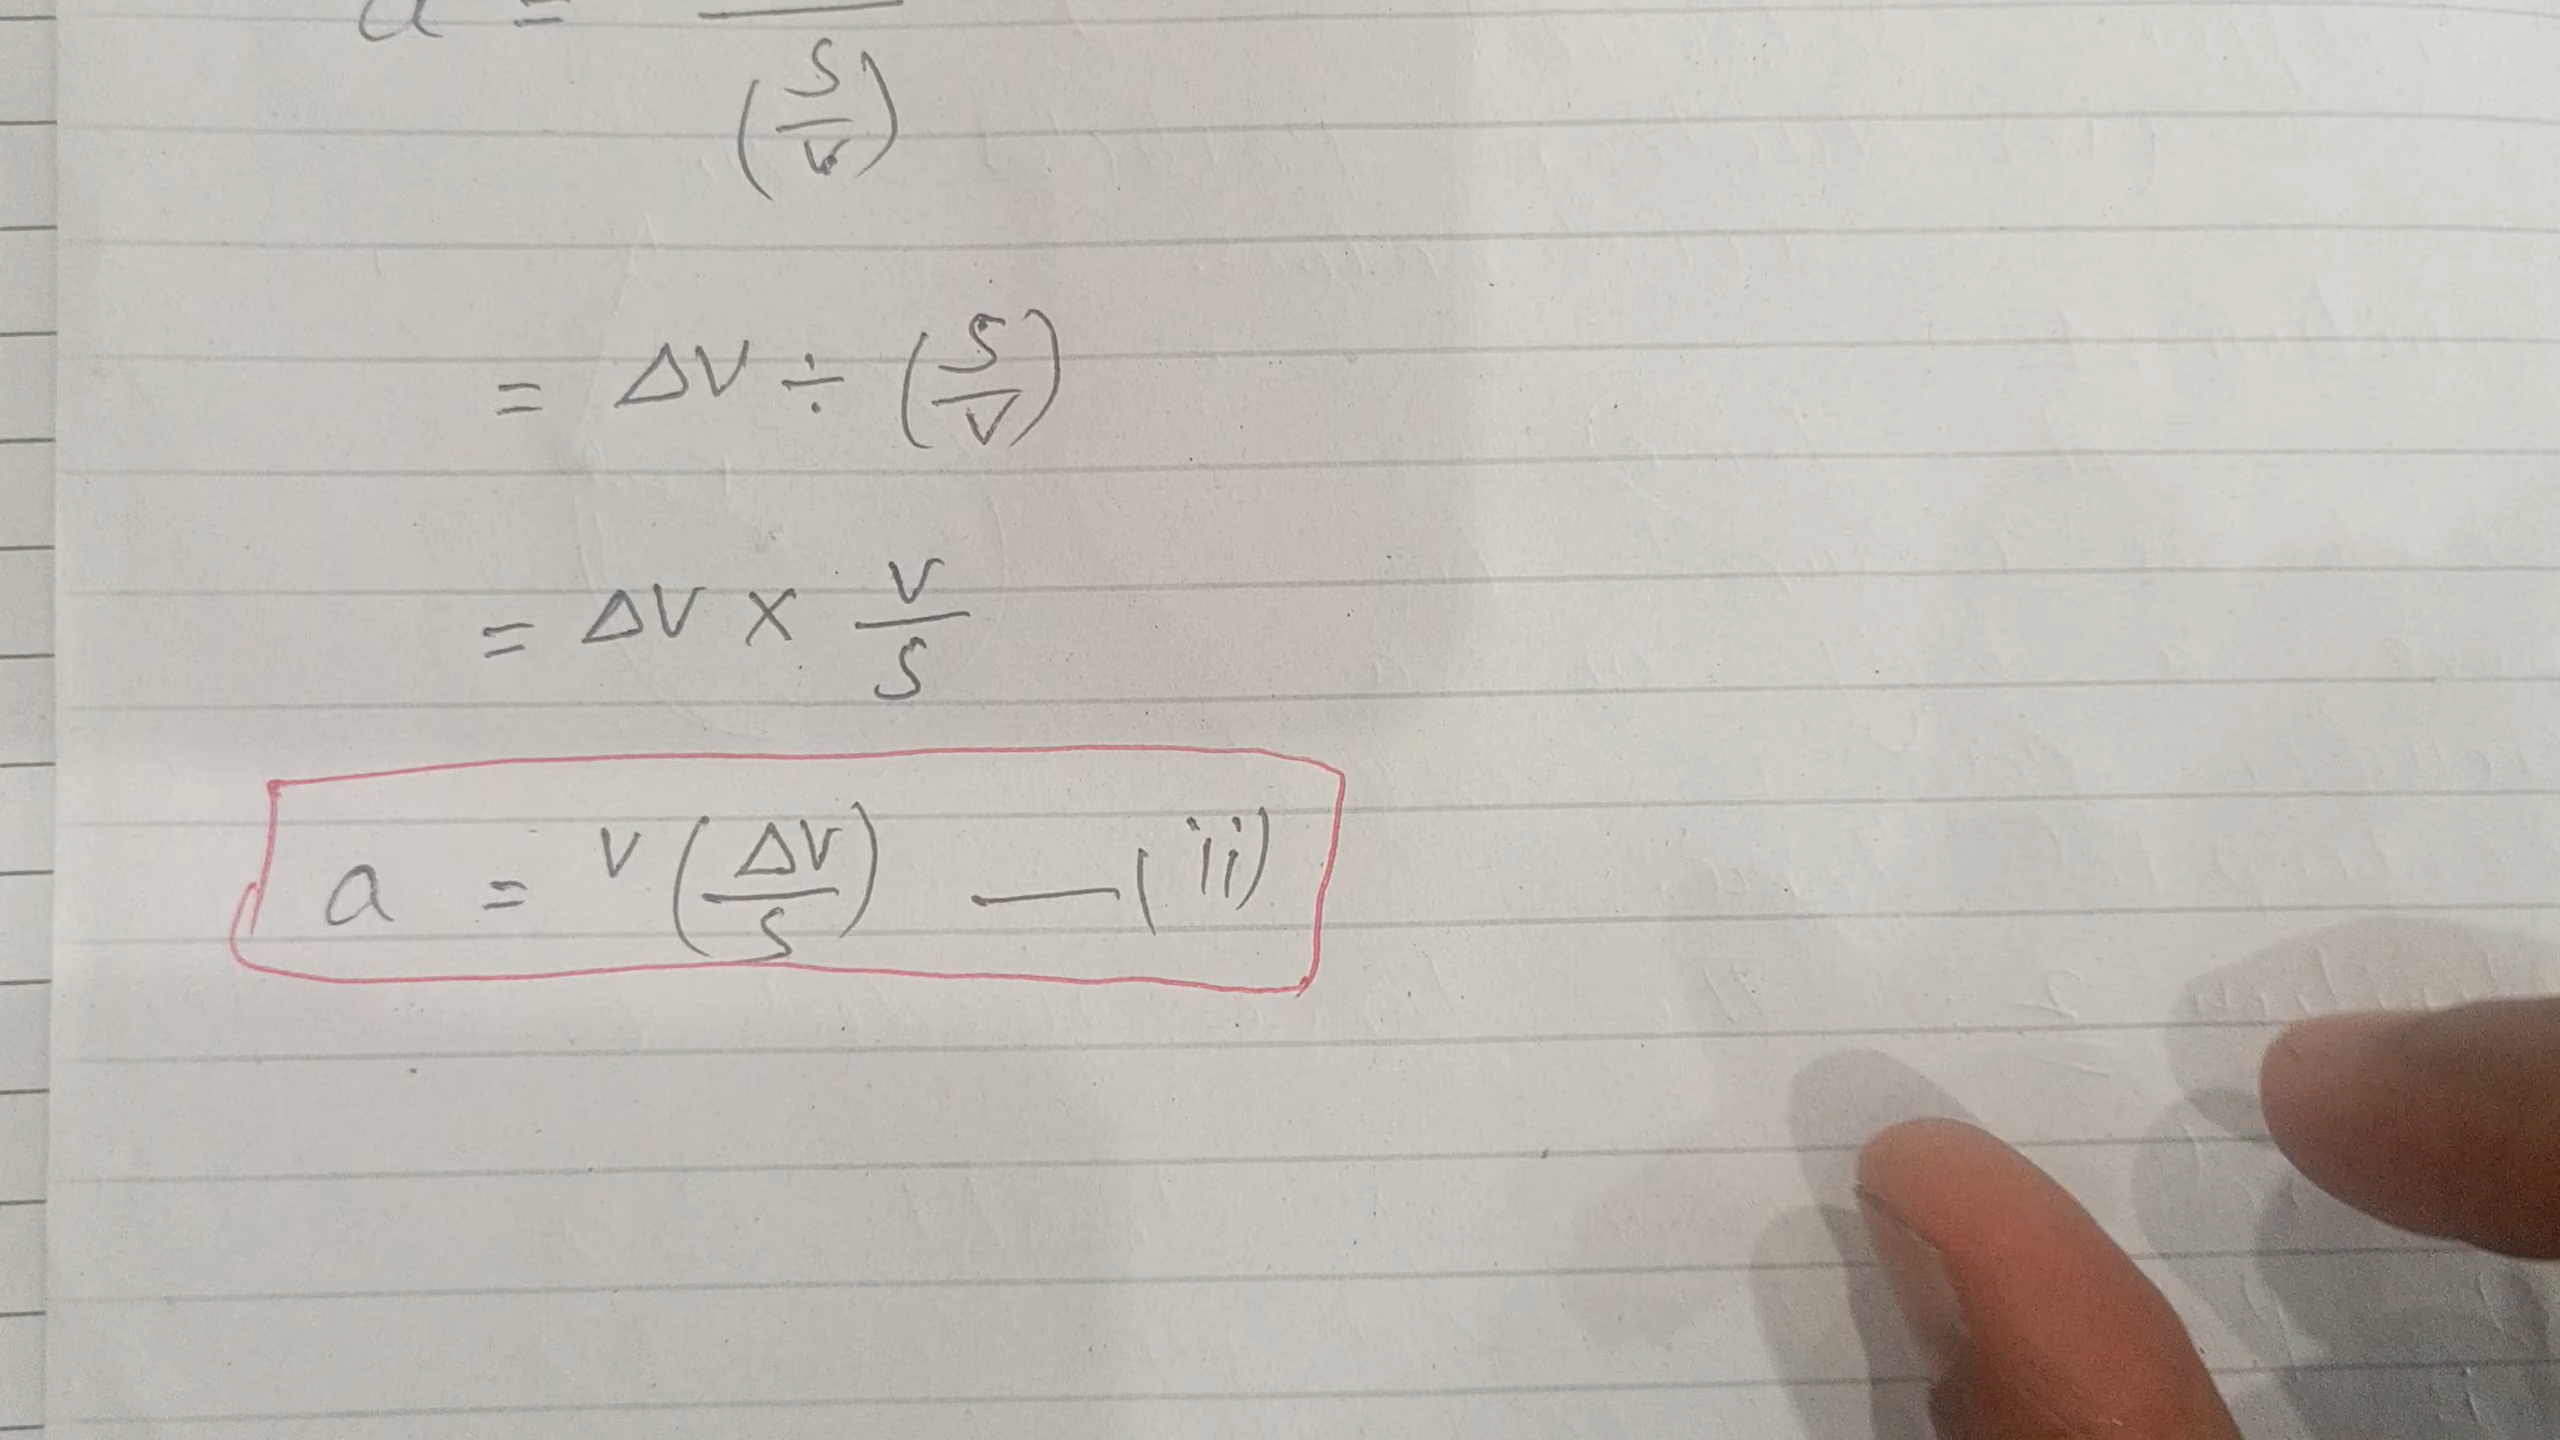 a =
(S/v)
= ΔV ÷ (S/V)
= ΔV × V/S
a = V(ΔV/S) —(ii)